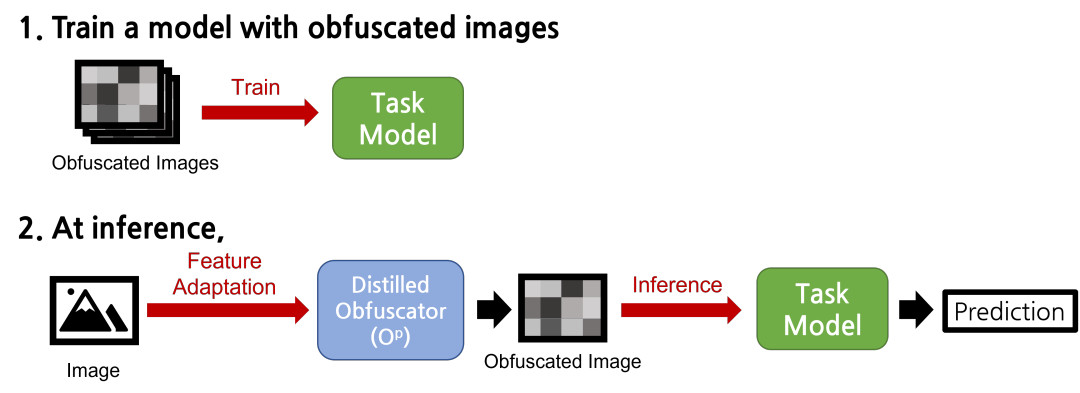 1. Train a model with obfuscated images
Train
Task
Model
Obfuscated Images
2. At inference,
Feature
Adaptation
Distilled
Obfuscator
(Oᵖ)
Inference
Task
Model
Prediction
Image
Obfuscated Image